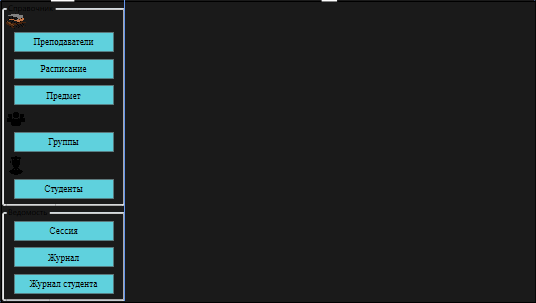 Преподаватели
Расписание
Предмет
Группы
Студенты
Сессия
Журнал
Журнал студента